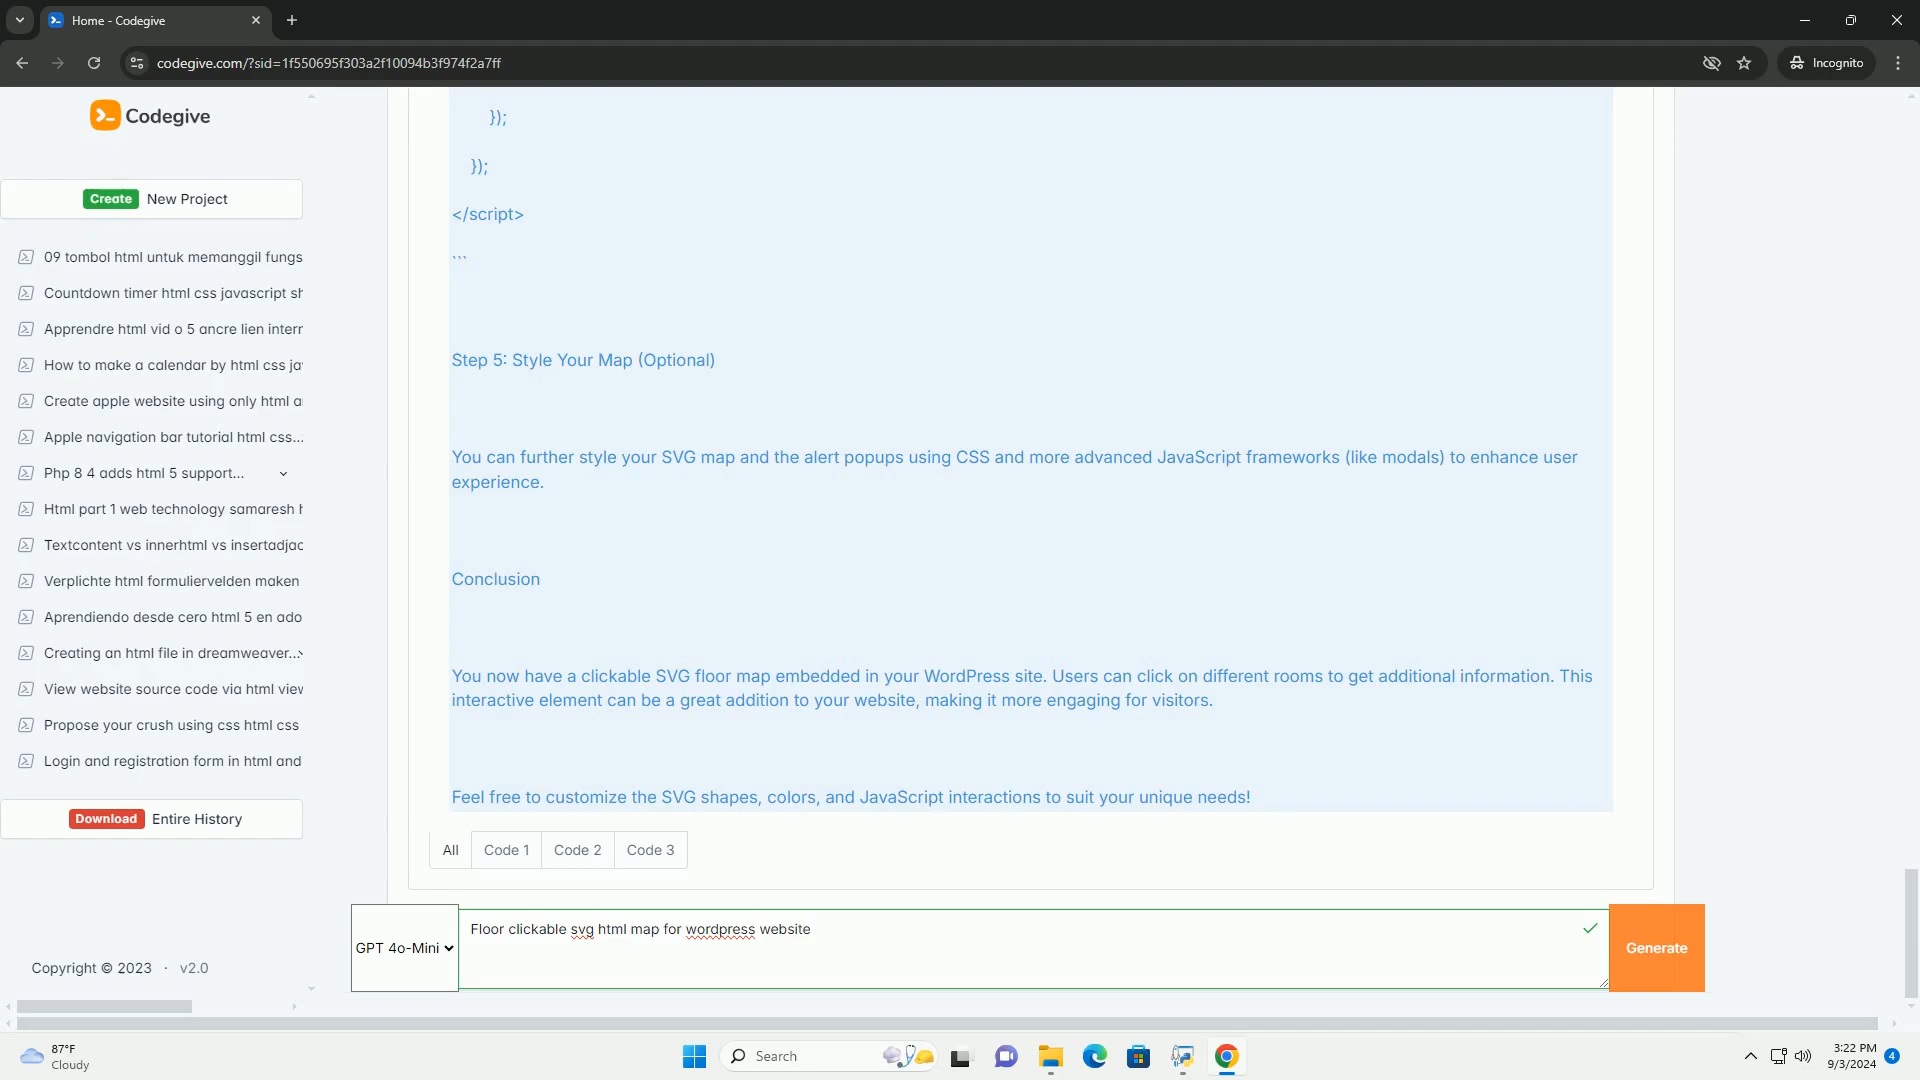 Home - Codegive
codegive.com/?sid=1f550695f303a2f10094b3f974f2a7ff
Incognito
Codegive
Create New Project
09 tombol html untuk memanggil fungs
Countdown timer html css javascript sh
Apprendre html vid o 5 ancre lien intern
How to make a calendar by html css ja
Create apple website using only html a
Apple navigation bar tutorial html css...
Php 8 4 adds html 5 support...
Html part 1 web technology samaresh h
Textcontent vs innerhtml vs insertadjac
Verplichte html formuliervelden maken
Aprendiendo desde cero html 5 en ado
Creating an html file in dreamweaver...
View website source code via html view
Propose your crush using css html css
Login and registration form in html and
Download Entire History
Copyright © 2023 · v2.0
});
});
</script>
```
Step 5: Style Your Map (Optional)
You can further style your SVG map and the alert popups using CSS and more advanced JavaScript frameworks (like modals) to enhance user
experience.
Conclusion
You now have a clickable SVG floor map embedded in your WordPress site. Users can click on different rooms to get additional information. This
interactive element can be a great addition to your website, making it more engaging for visitors.
Feel free to customize the SVG shapes, colors, and JavaScript interactions to suit your unique needs!
All Code 1 Code 2 Code 3
GPT 4o-Mini
Floor clickable svg html map for wordpress website
Generate
87°F
Cloudy
Search
3:22 PM
9/3/2024
4